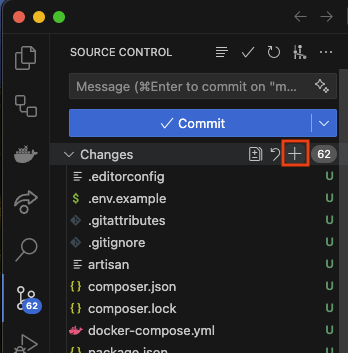 SOURCE CONTROL
Message (⌘Enter to commit on "m...
Commit
Changes 62
.editorconfig U
.env.example U
.gitattributes U
.gitignore U
artisan U
composer.json U
composer.lock U
62
docker-compose.yml U
package.json U